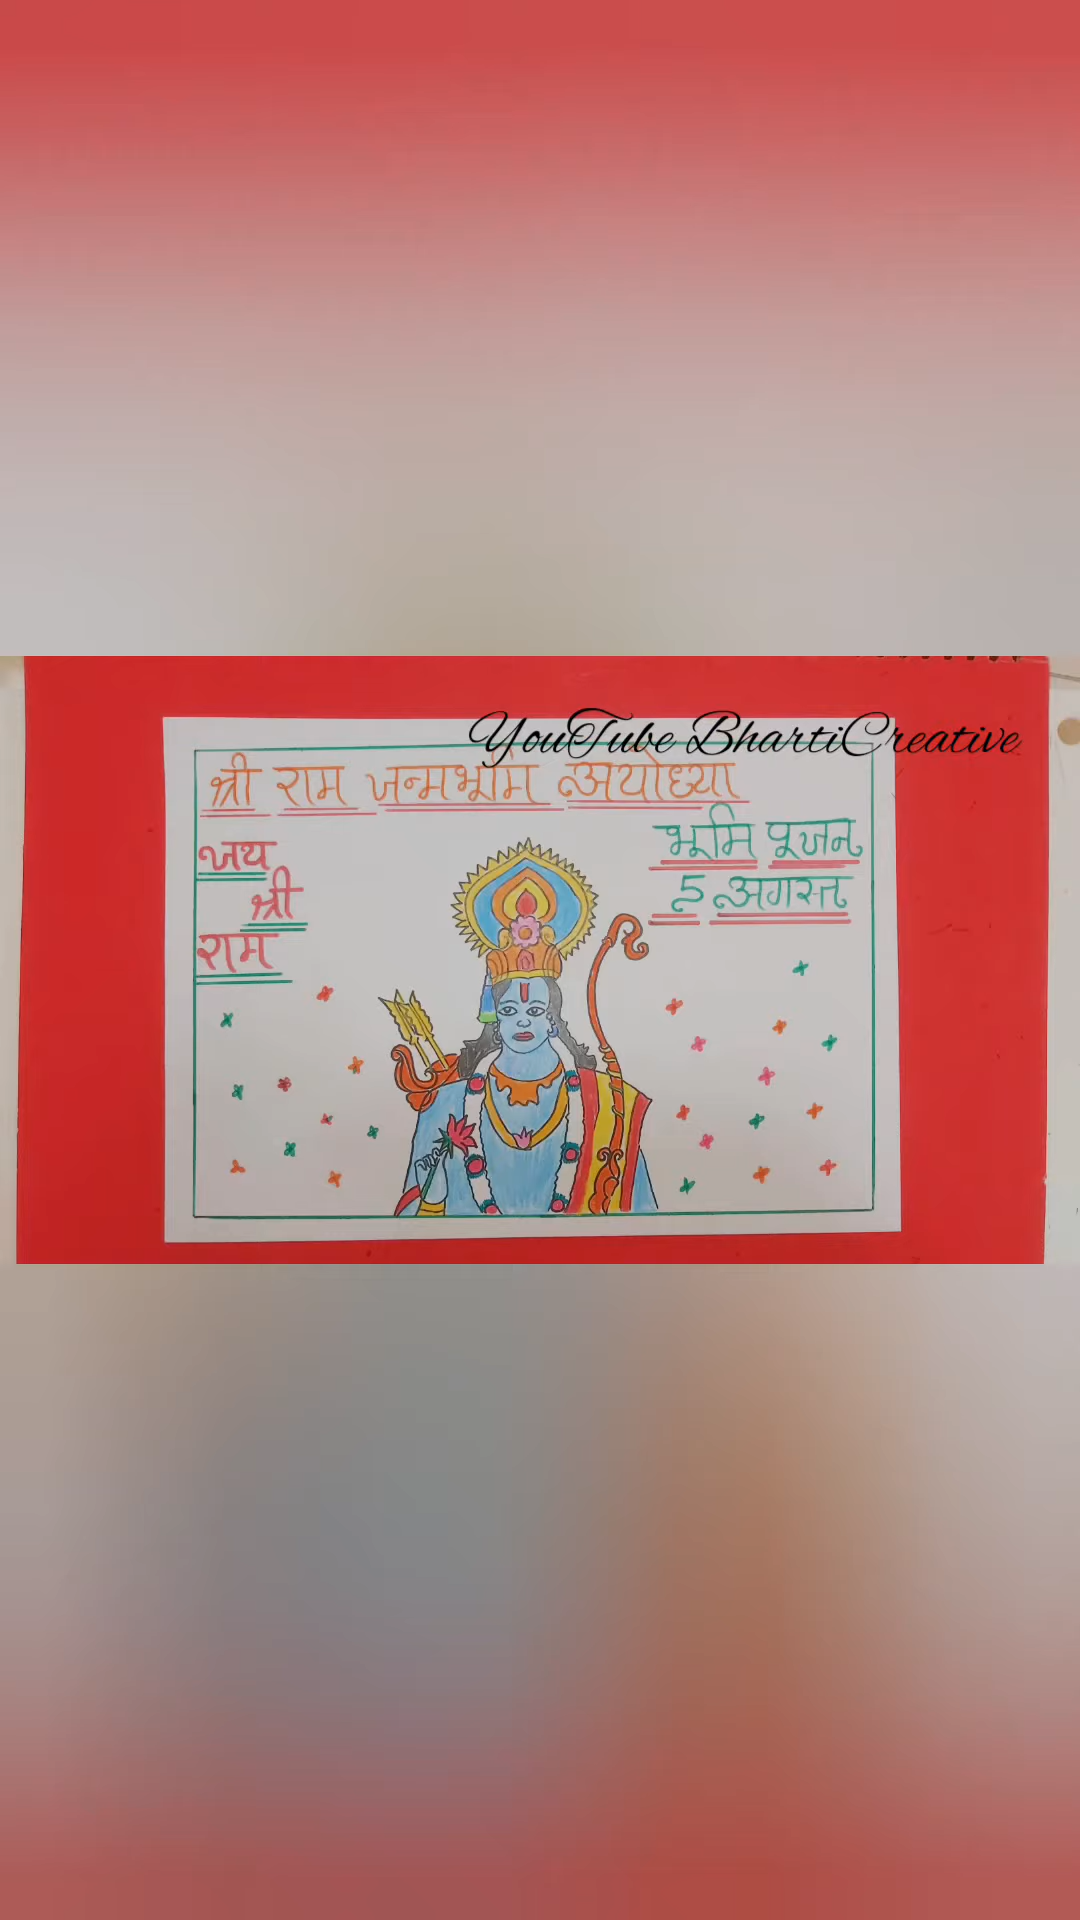 YouTube BhartiCreative
श्री राम जन्मभूमि अयोध्या
भूमि पूजन
5 अगस्त
जय
श्री
राम